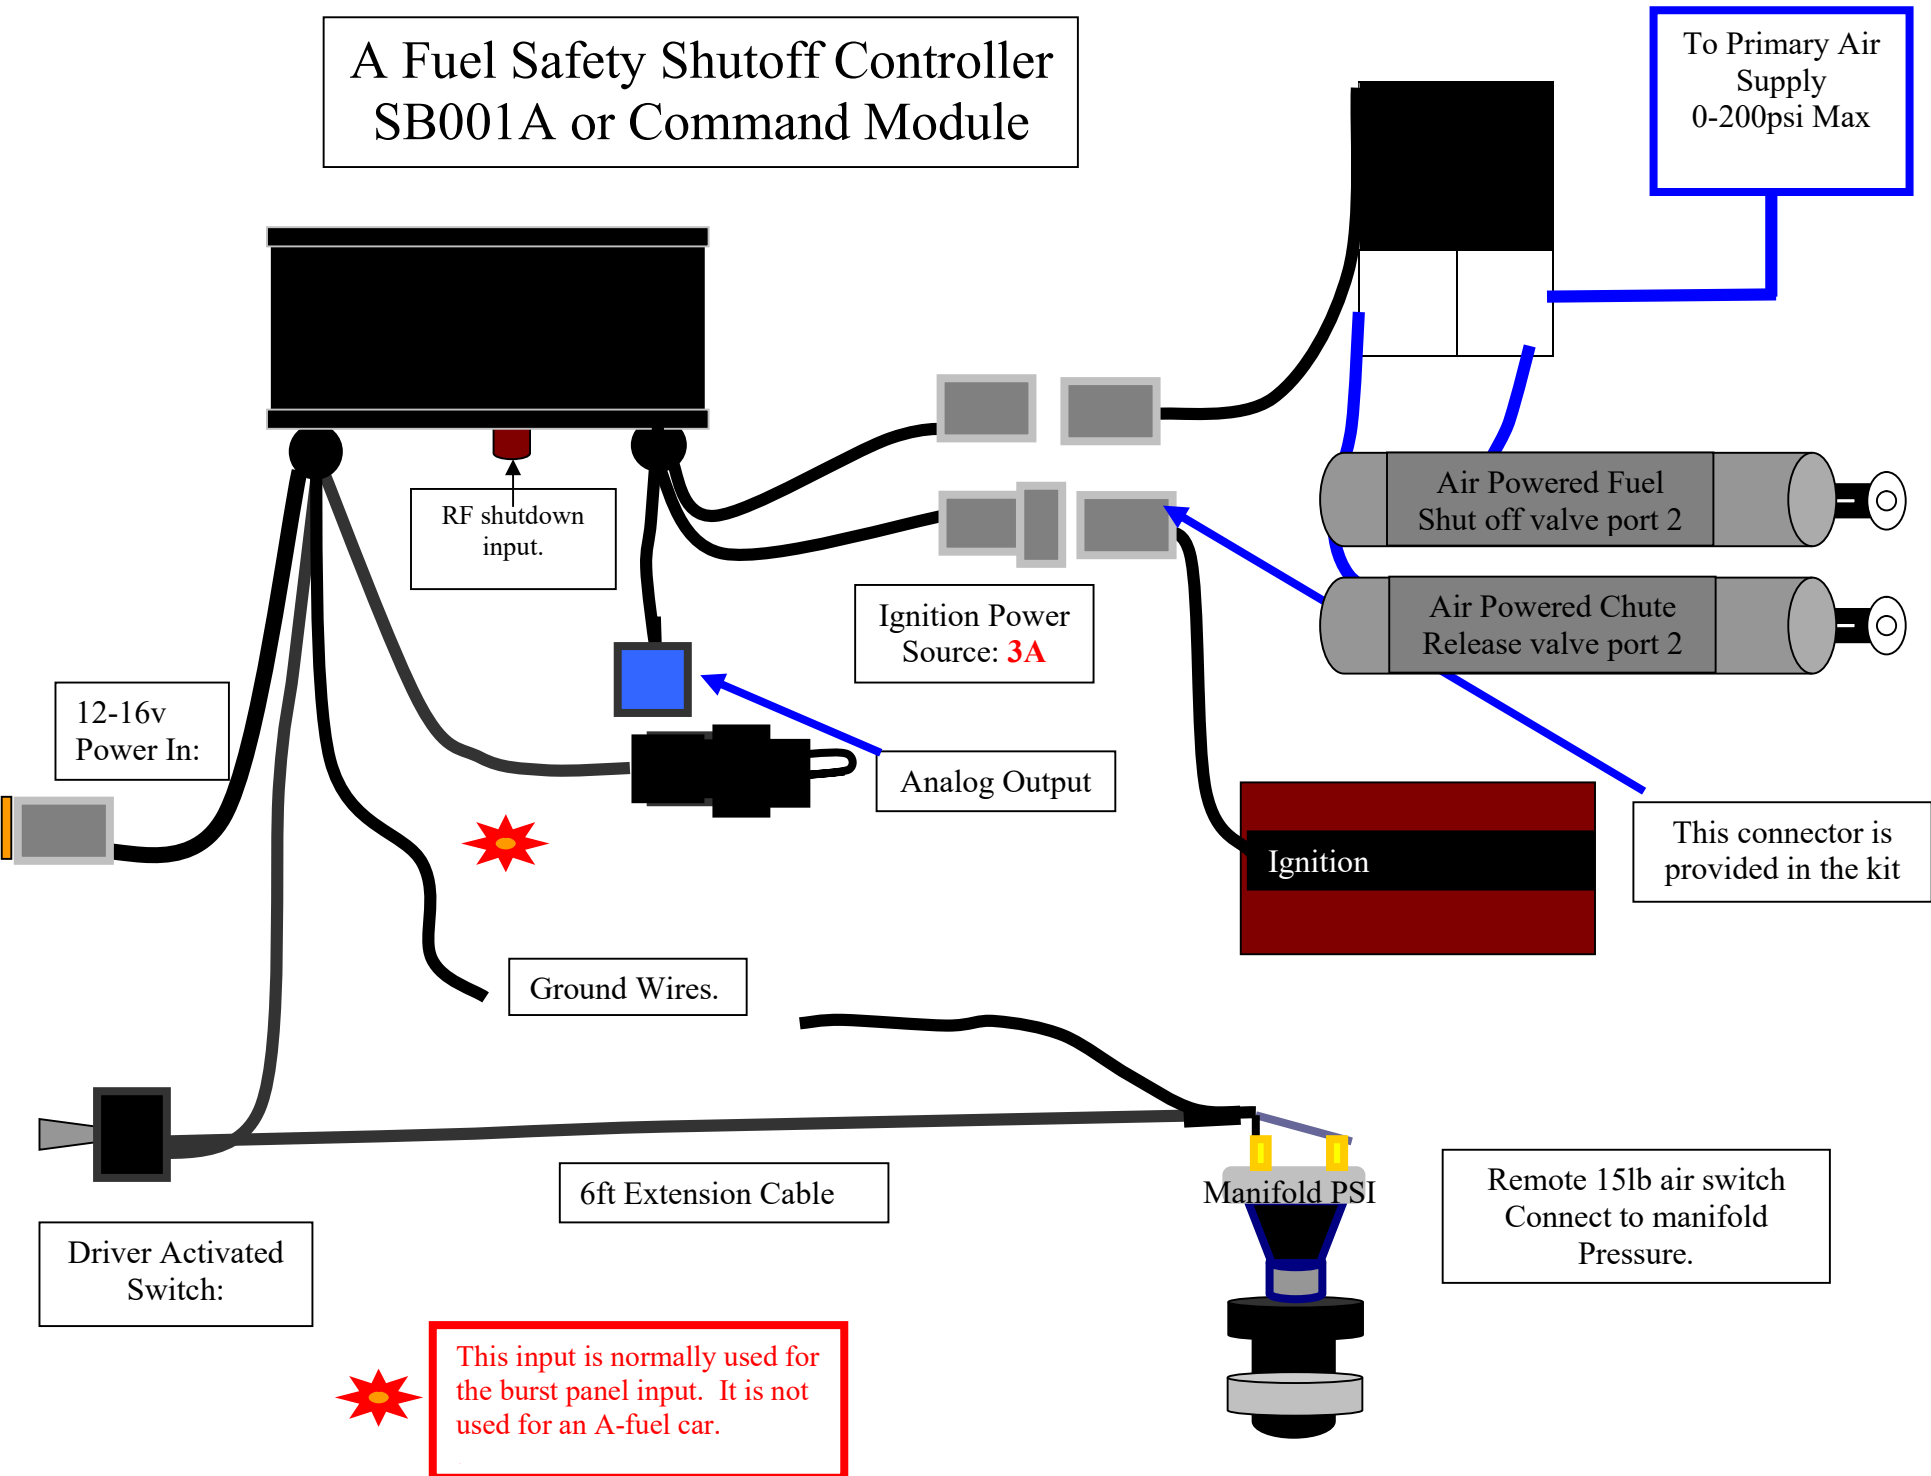 A Fuel Safety Shutoff Controller
SB001A or Command Module
To Primary Air
Supply
0-200psi Max
RF shutdown
input.
Air Powered Fuel
Shut off valve port 2
Ignition Power
Source: 3A
Air Powered Chute
Release valve port 2
12-16v
Power In:
Analog Output
Ignition
This connector is
provided in the kit
Ground Wires.
6ft Extension Cable
Manifold PSI
Remote 15lb air switch
Connect to manifold
Pressure.
Driver Activated
Switch:
This input is normally used for
the burst panel input.  It is not
used for an A-fuel car.